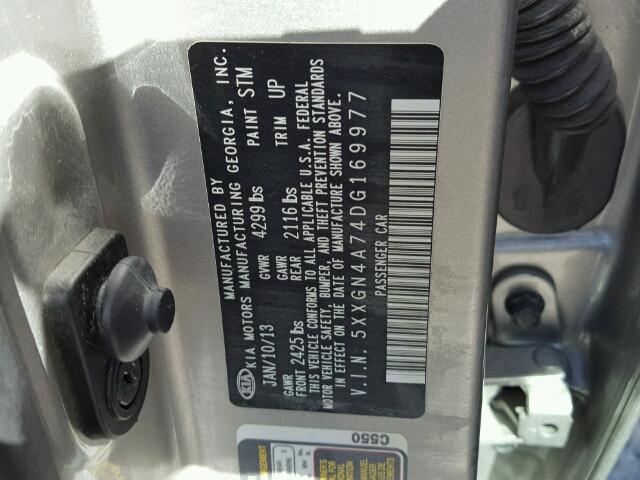 MANUFACTURED BY
KIA KIA MOTORS MANUFACTURING GEORGIA, INC.
JAN/10/13 GVWR 4299 lbs PAINT STM
GAWR FRONT 2425 lbs GAWR REAR 2116 lbs TRIM UP
THIS VEHICLE CONFORMS TO ALL APPLICABLE U.S.A. FEDERAL
MOTOR VEHICLE SAFETY, BUMPER, AND THEFT PREVENTION STANDARDS
IN EFFECT ON THE DATE OF MANUFACTURE SHOWN ABOVE.
V.I.N. 5XXGN4A74DG169977
PASSENGER CAR
C550